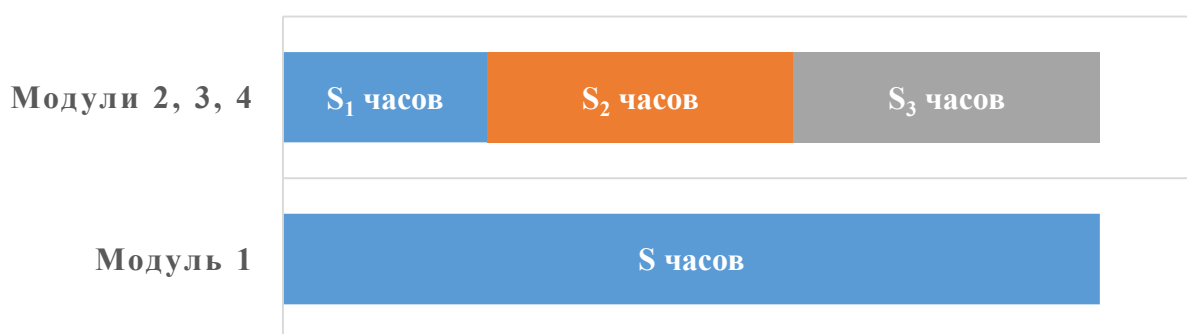 Модули 2, 3, 4 S₁ часов S₂ часов S₃ часов
Модуль 1 S часов